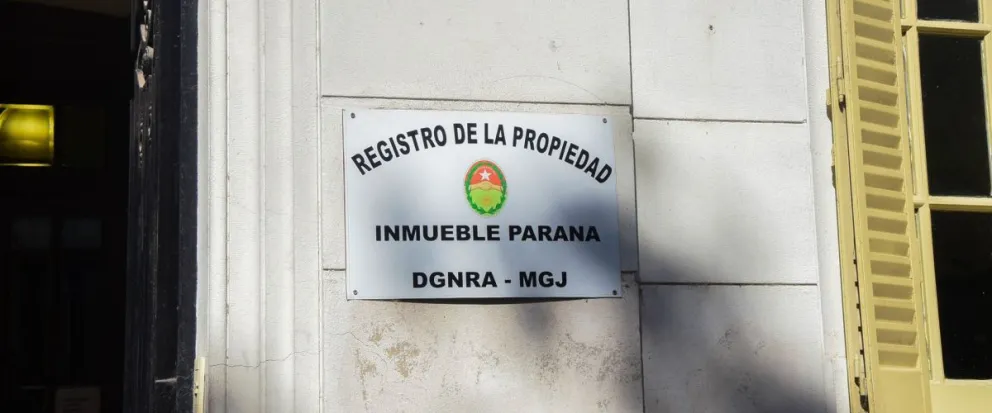 REGISTRO DE LA PROPIEDAD
INMUEBLE PARANA
DGNRA - MGJ